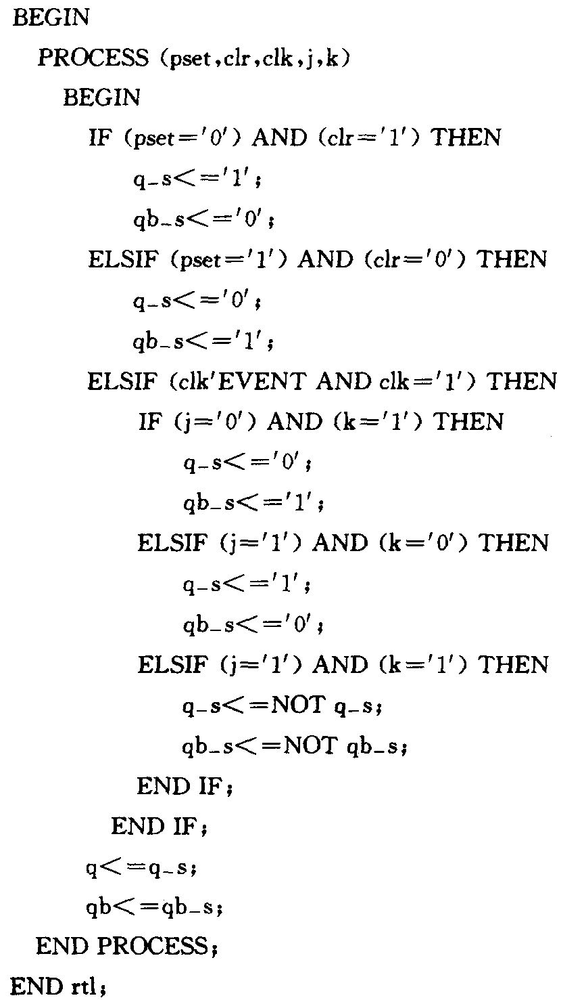 BEGIN
PROCESS (pset,clr,clk,j,k)
BEGIN
IF (pset='0') AND (clr='1') THEN
q_s<='1';
qb_s<='0';
ELSIF (pset='1') AND (clr='0') THEN
q_s<='0';
qb_s<='1';
ELSIF (clk'EVENT AND clk='1') THEN
IF (j='0') AND (k='1') THEN
q_s<='0';
qb_s<='1';
ELSIF (j='1') AND (k='0') THEN
q_s<='1';
qb_s<='0';
ELSIF (j='1') AND (k='1') THEN
q_s<=NOT q_s;
qb_s<=NOT qb_s;
END IF;
END IF;
q<=q_s;
qb<=qb_s;
END PROCESS;
END rtl;